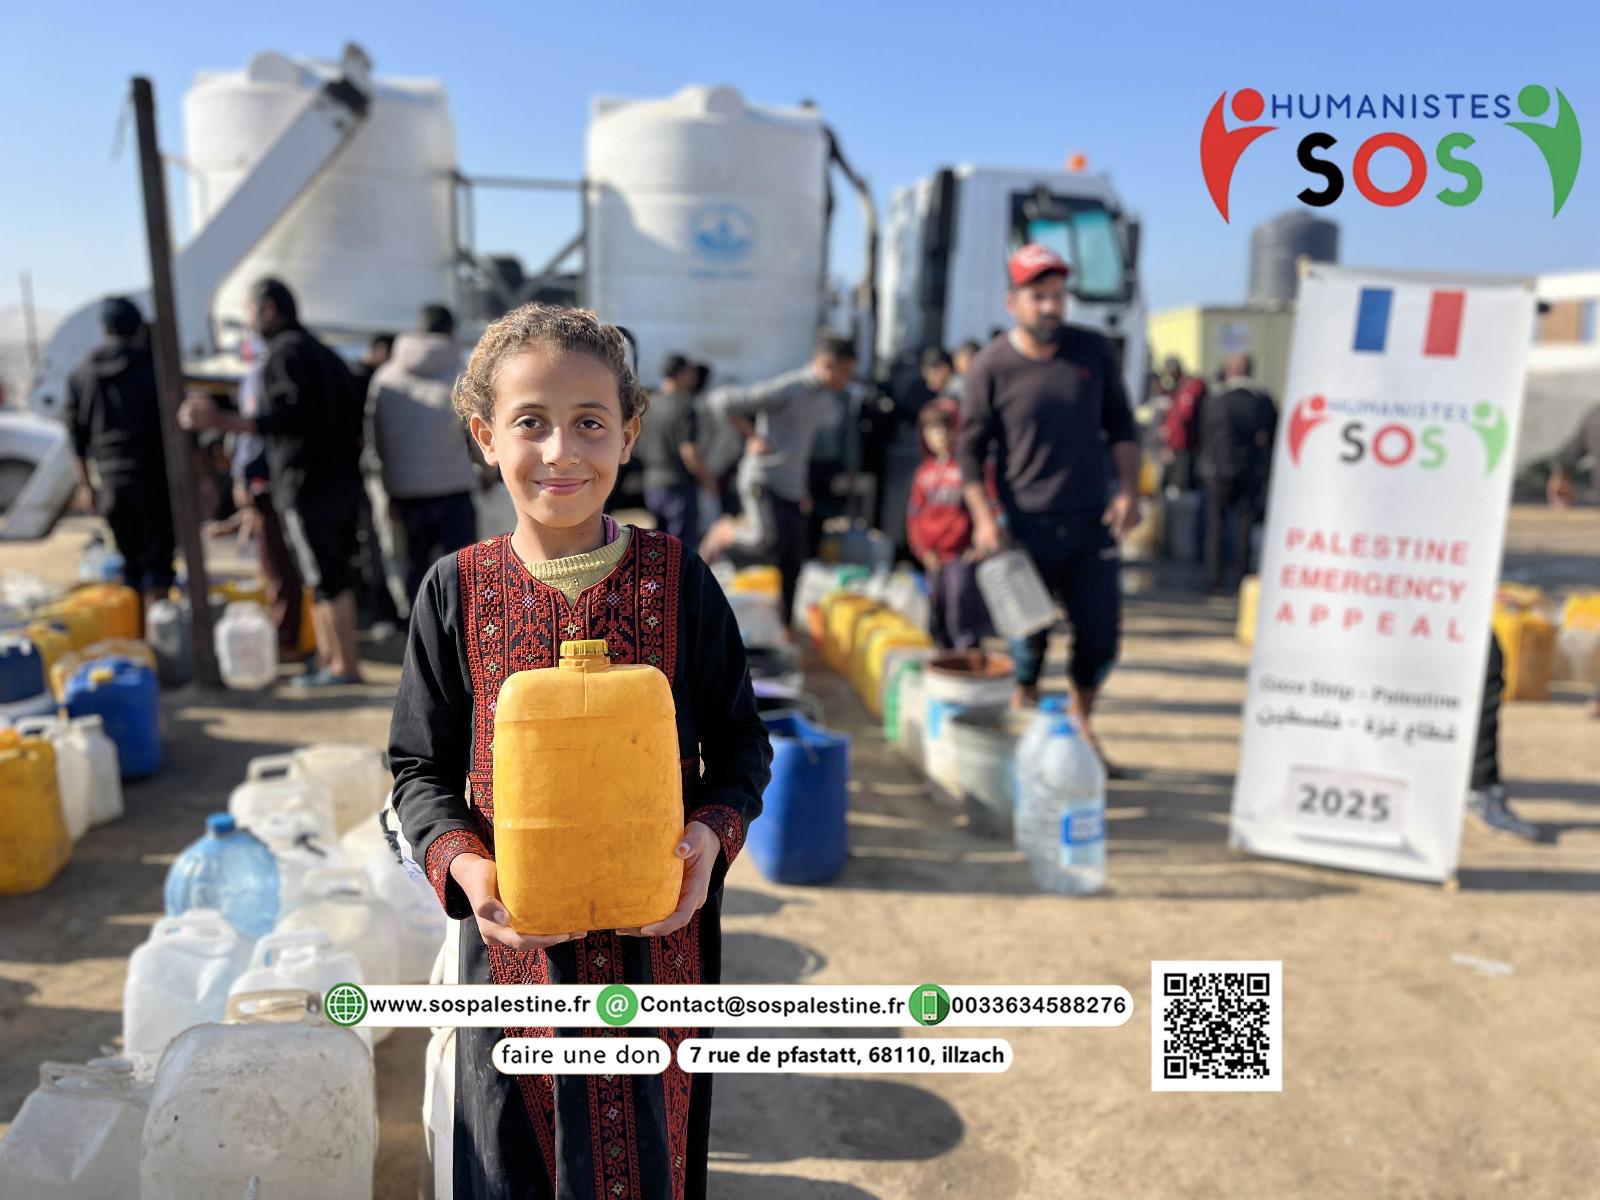 HUMANISTES
SOS
HUMANISTES
SOS
PALESTINE
EMERGENCY
APPEAL
Gaza Strip - Palestine
قطاع غزة - فلسطين
2025
www.sospalestine.fr
Contact@sospalestine.fr
0033634588276
faire une don
7 rue de pfastatt, 68110, illzach